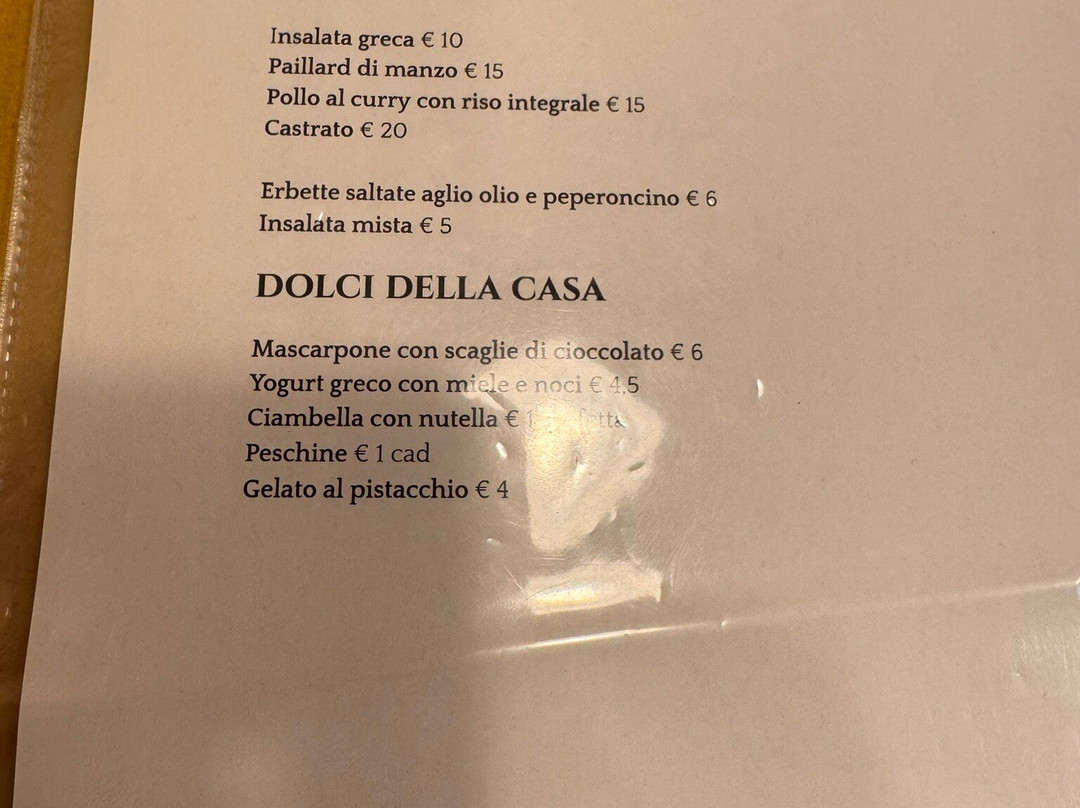 Insalata greca € 10
Paillard di manzo € 15
Pollo al curry con riso integrale € 15
Castrato € 20
Erbette saltate aglio olio e peperoncino € 6
Insalata mista € 5
DOLCI DELLA CASA
Mascarpone con scaglie di cioccolato € 6
Yogurt greco con miele e noci € 4,5
Ciambella con nutella €
Peschine € 1 cad
Gelato al pistacchio € 4